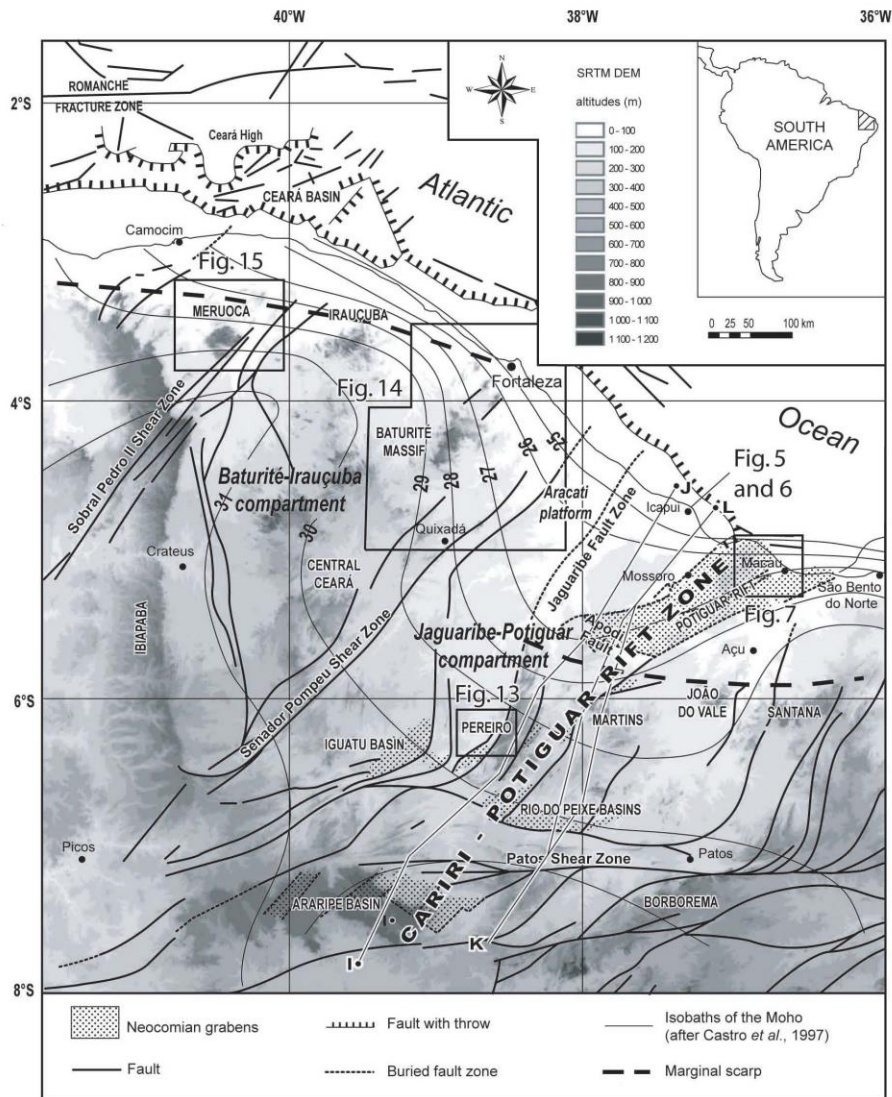 40°W
38°W
36°W
2°S
4°S
6°S
8°S
ROMANCHE
FRACTURE ZONE
Ceará High
CEARÁ BASIN
Atlantic
Ocean
N
W
E
S
SRTM DEM
altitudes (m)
0 - 100
100 - 200
200 - 300
300 - 400
400 - 500
500 - 600
600 - 700
700 - 800
800 - 900
900 - 1 000
1 000 - 1 100
1 100 - 1 200
SOUTH
AMERICA
0 25 50 100 km
Camocim
Fig. 15
MERUOCA
IRAUÇUBA
Fig. 14
Fortaleza
BATURITÉ
MASSIF
Sobral Pedro II Shear Zone
Baturité-Irauçuba
compartment
31
30
29
28
27
26
25
Aracati
platform
Jaguaribe Fault Zone
J
Icapui
L
Fig. 5
and 6
Quixadá
Crateus
CENTRAL
CEARÁ
IBIAPABA
Mossoro
Macau
São Bento
do Norte
POTIGUAR RIFT
Fig. 7
Apodi
Fault
Açu
Senador Pompeu Shear Zone
Jaguaribe-Potiguar
compartment
Fig. 13
PEREIRO
MARTINS
JOÃO
DO VALE
SANTANA
IGUATU BASIN
CARIRI - POTIGUAR RIFT ZONE
RIO DO PEIXE BASINS
Picos
Patos Shear Zone
Patos
ARARIPE BASIN
BORBOREMA
I
K
Neocomian grabens
Fault with throw
Isobaths of the Moho
(after Castro et al., 1997)
Fault
Buried fault zone
Marginal scarp